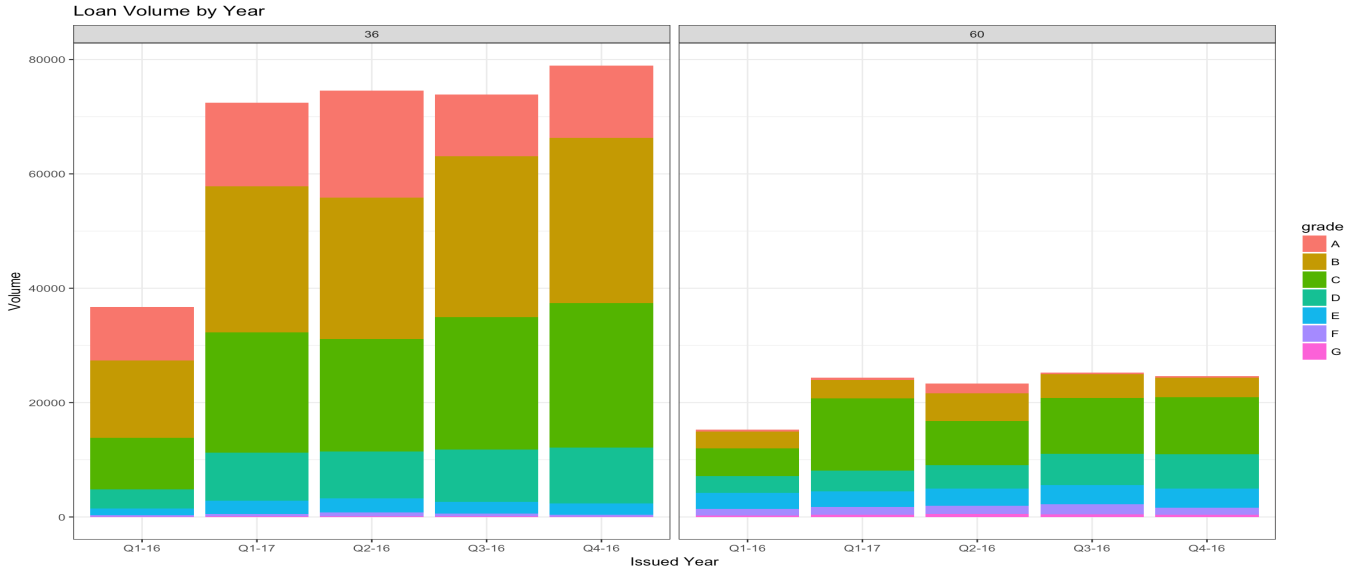 Loan Volume by Year
36
60
80000
60000
40000
20000
0
Volume
Q1-16
Q1-17
Q2-16
Q3-16
Q4-16
Q1-16
Q1-17
Q2-16
Q3-16
Q4-16
Issued Year
grade
A
B
C
D
E
F
G